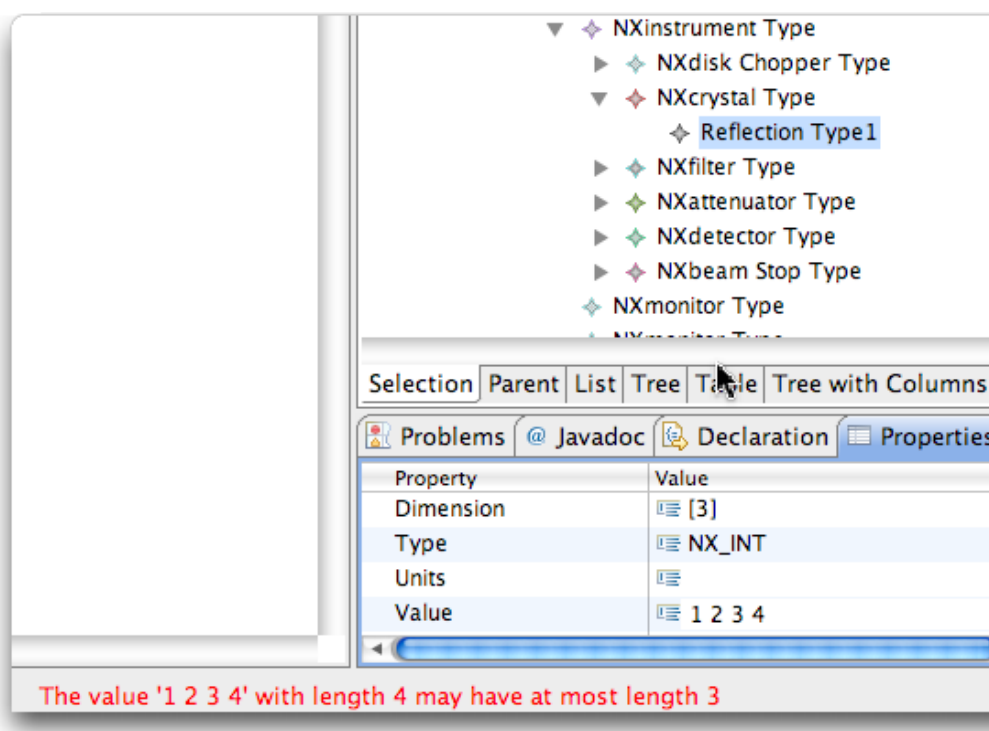 NXinstrument Type
NXdisk Chopper Type
NXcrystal Type
Reflection Type1
NXfilter Type
NXattenuator Type
NXdetector Type
NXbeam Stop Type
NXmonitor Type
NXmonitor Type
Selection Parent List Tree Table Tree with Columns
Problems @ Javadoc Declaration Properties
Property Value
Dimension [3]
Type NX_INT
Units
Value 1 2 3 4
The value '1 2 3 4' with length 4 may have at most length 3